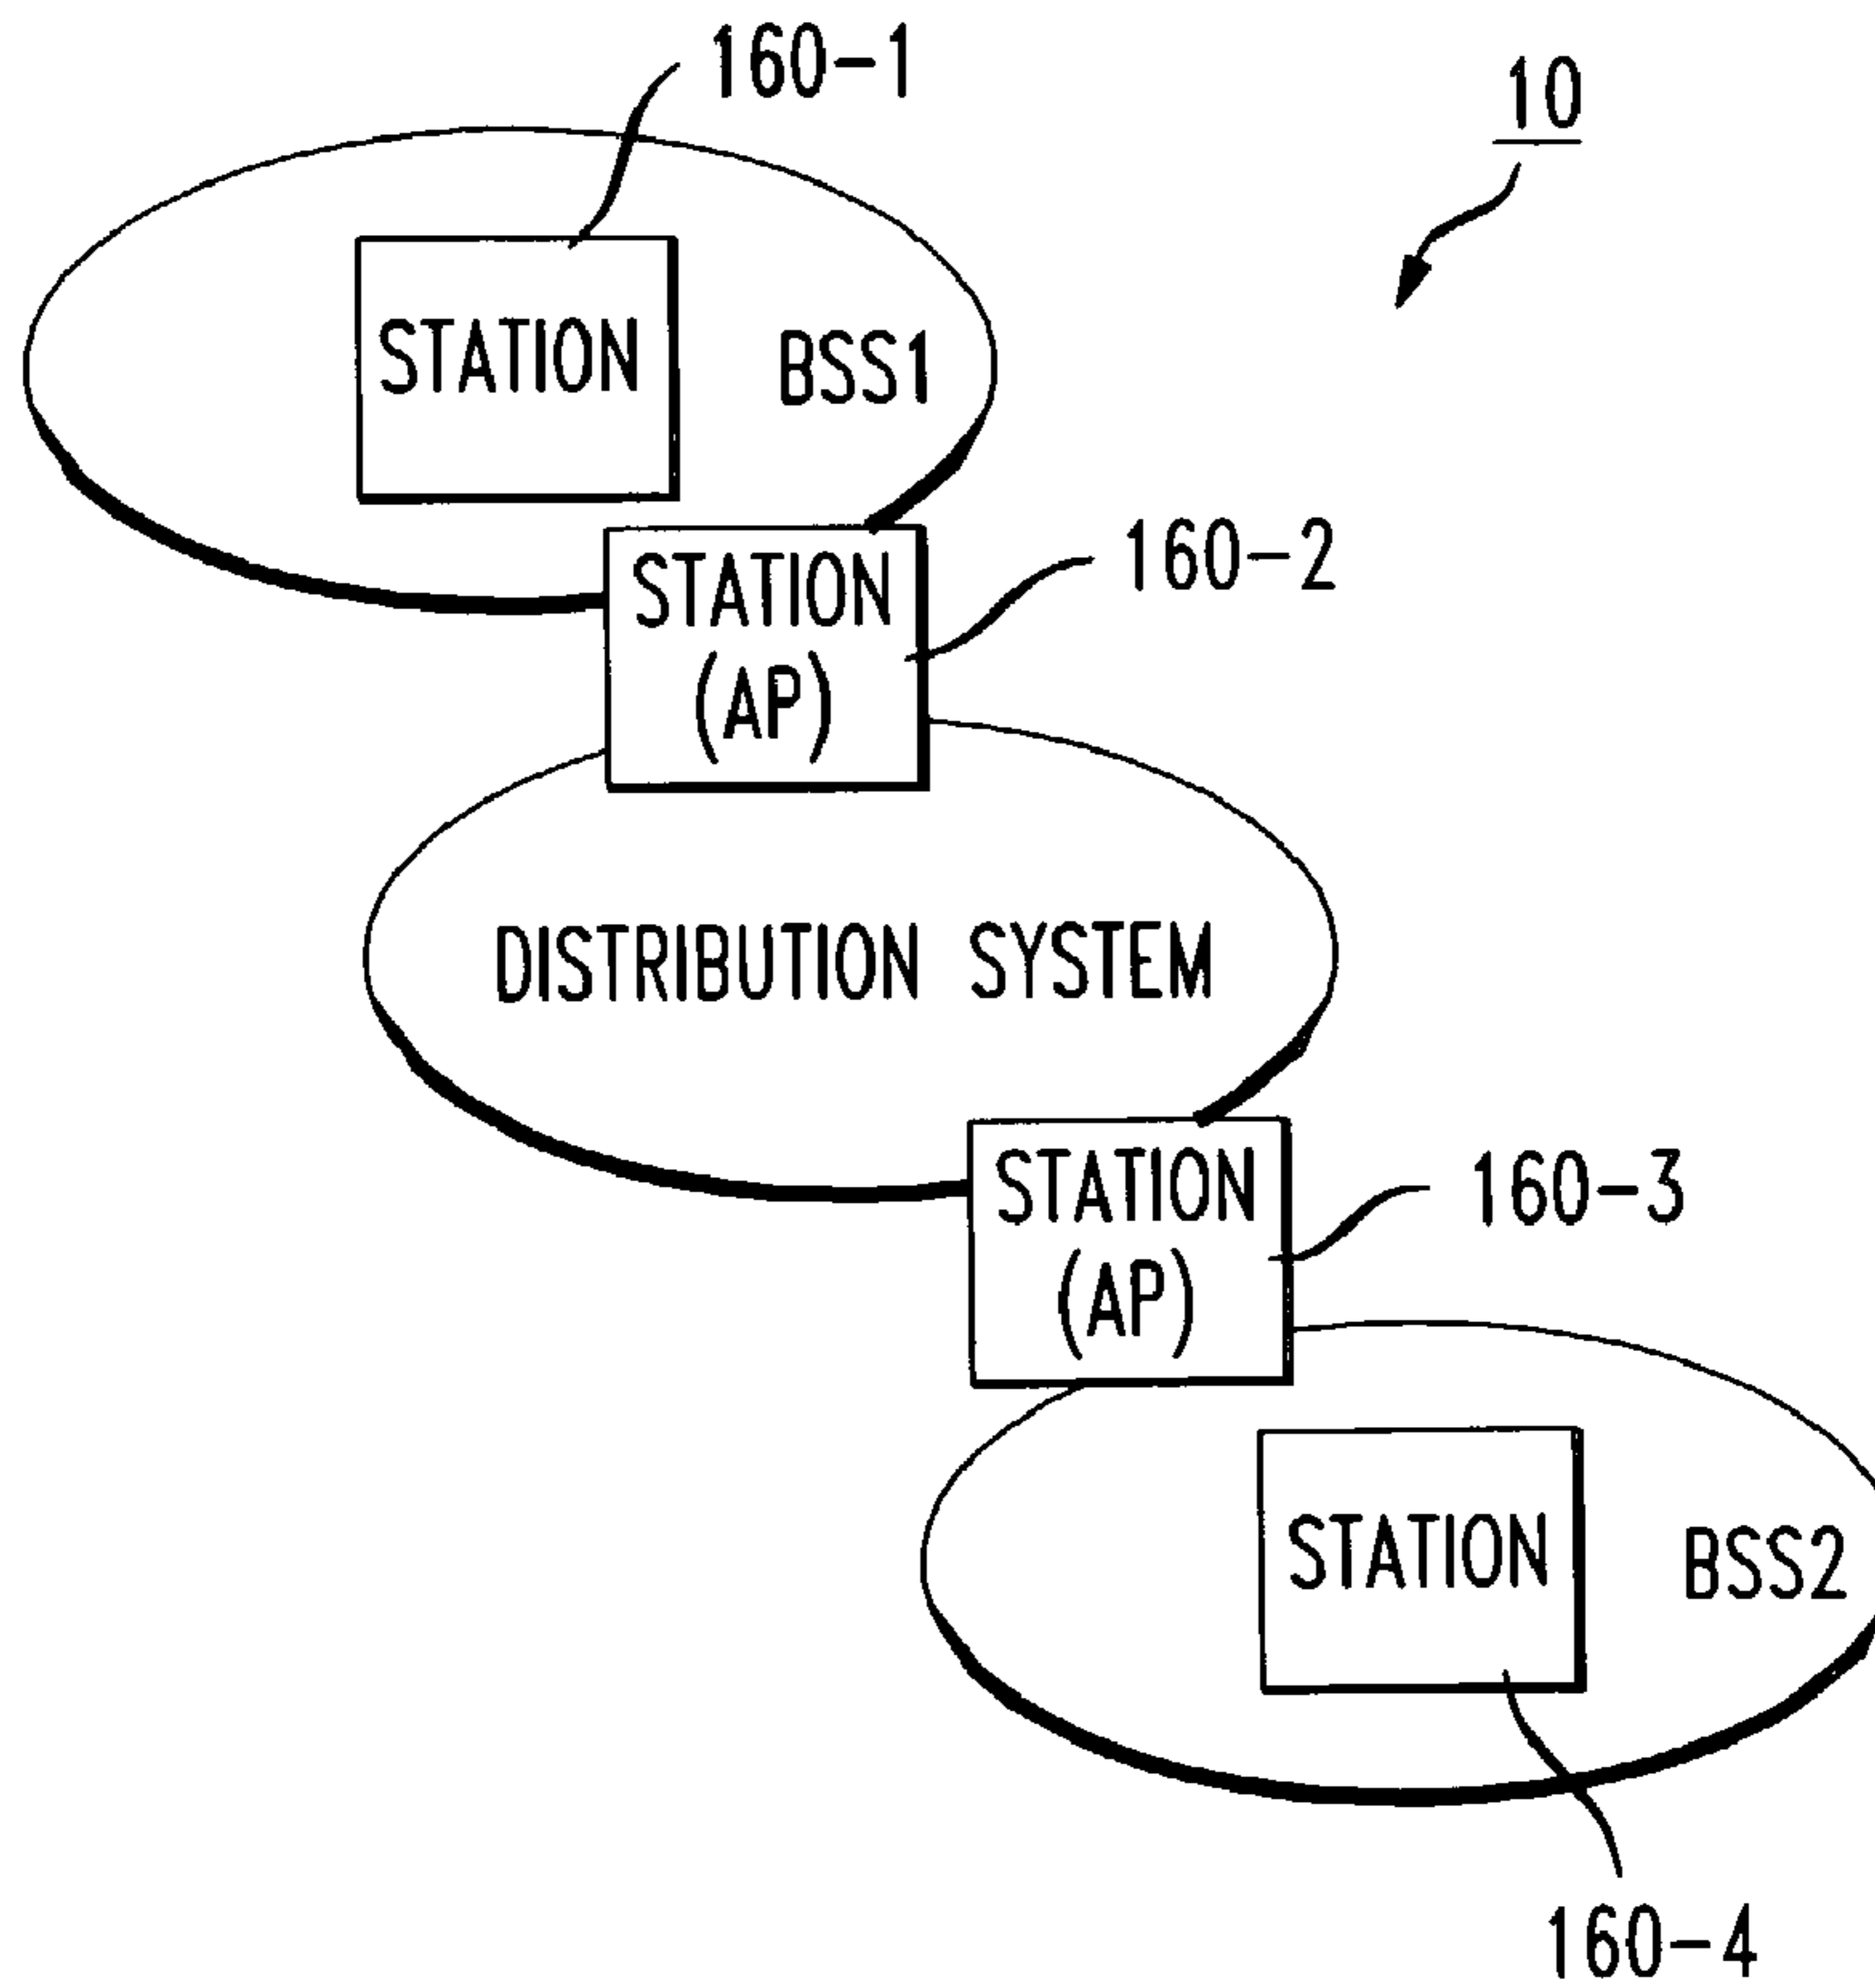 160-1
10
STATION
BSS1
STATION
(AP)
160-2
DISTRIBUTION SYSTEM
STATION
(AP)
160-3
STATION
BSS2
160-4